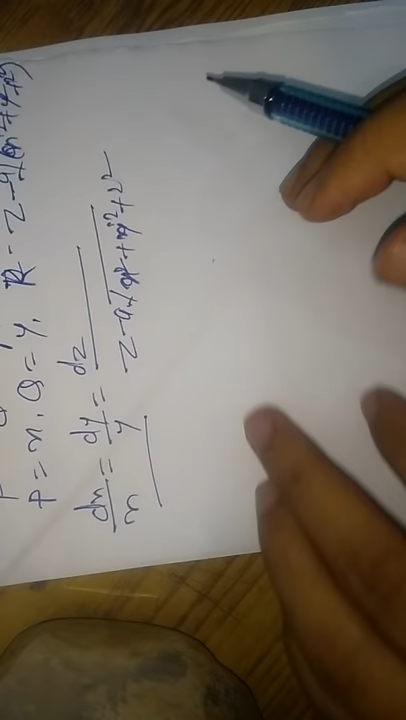 P = x, Q = y, R = z - a√(x²+y²+z²)
dx/x = dy/y = dz/(z - a√(x²+y²+z²))